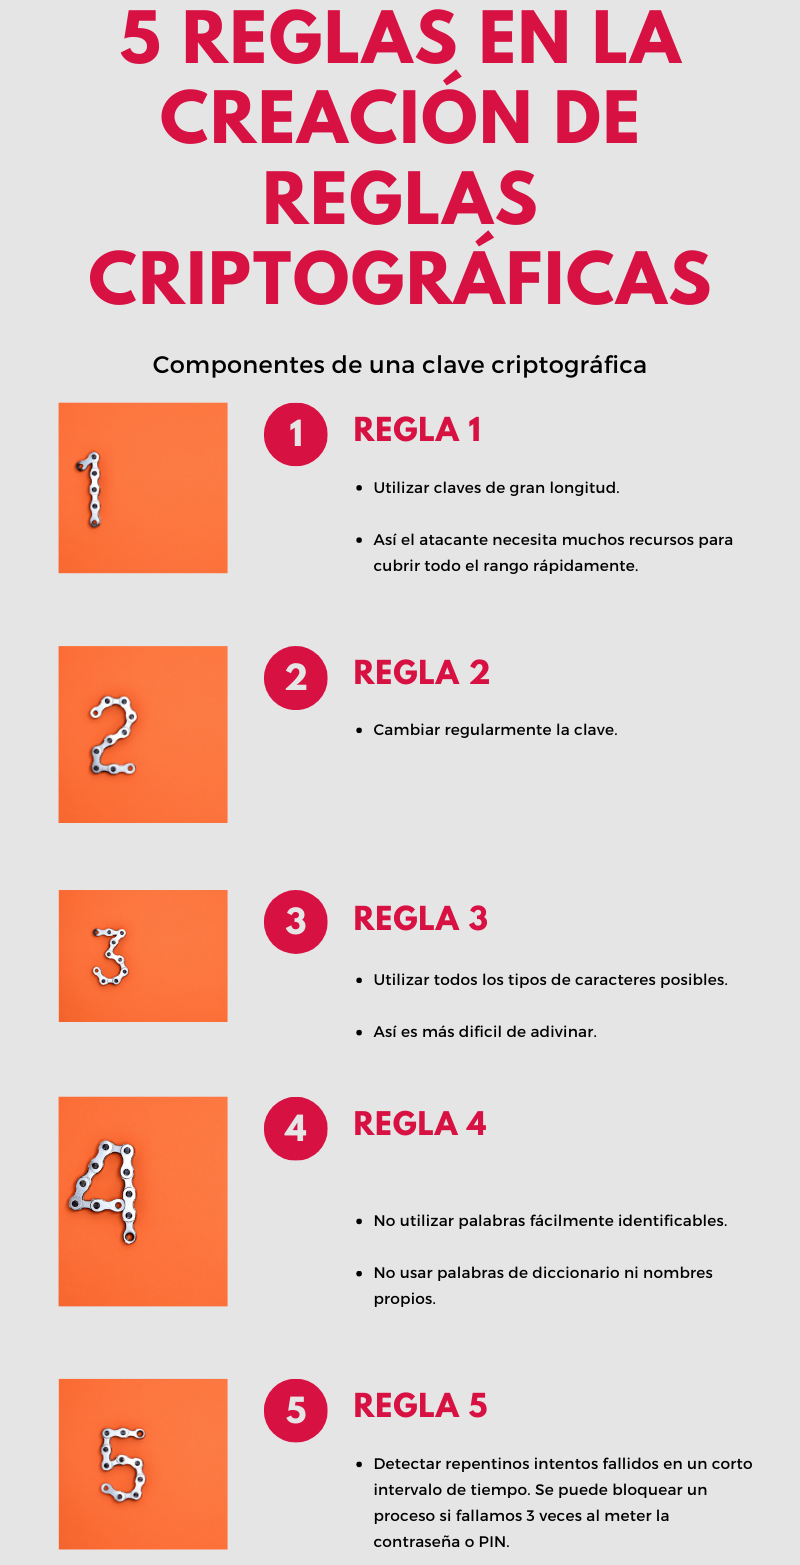 5 REGLAS EN LA
CREACIÓN DE
REGLAS
CRIPTOGRÁFICAS
Componentes de una clave criptográfica
1
1
REGLA 1
• Utilizar claves de gran longitud.
• Así el atacante necesita muchos recursos para
cubrir todo el rango rápidamente.
2
2
REGLA 2
• Cambiar regularmente la clave.
3
3
REGLA 3
• Utilizar todos los tipos de caracteres posibles.
• Así es más dificil de adivinar.
4
4
REGLA 4
• No utilizar palabras fácilmente identificables.
• No usar palabras de diccionario ni nombres
propios.
5
5
REGLA 5
• Detectar repentinos intentos fallidos en un corto
intervalo de tiempo. Se puede bloquear un
proceso si fallamos 3 veces al meter la
contraseña o PIN.